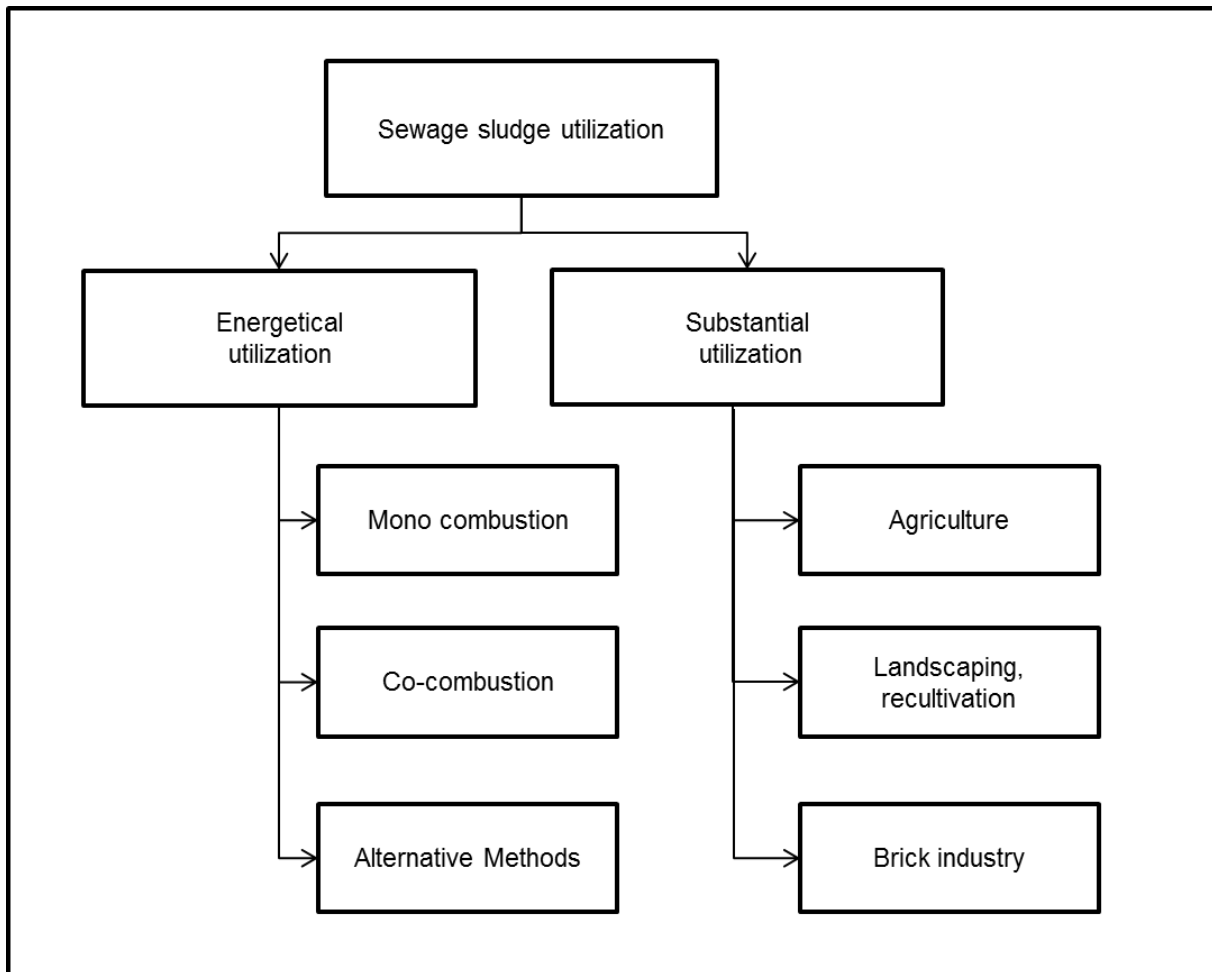 Sewage sludge utilization
Energetical
utilization
Substantial
utilization
Mono combustion
Co-combustion
Alternative Methods
Agriculture
Landscaping,
recultivation
Brick industry